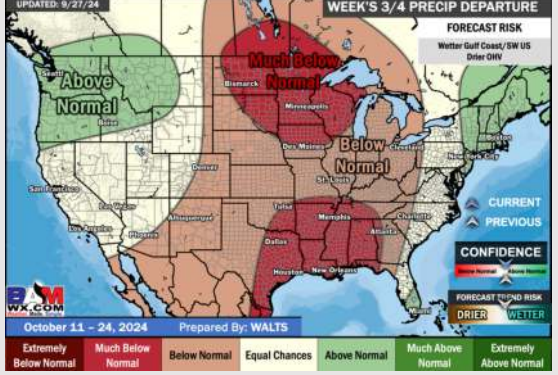 UPDATED: 9/27/24
WEEK'S 3/4 PRECIP DEPARTURE
FORECAST RISK
Wetter Gulf Coast/SW US
Drier OHV
Much Below
Normal
Seattle
Above
Normal
Bismarck
Minneapolis
Boise
Boston
Below
Normal
Des Moines
Cleveland
New York City
Denver
St. Louis
San Francisco
Las Vegas
CURRENT
PREVIOUS
Tulsa
Memphis
Charlotte
Albuquerque
Los Angeles
Phoenix
Atlanta
Dallas
CONFIDENCE
Below Normal
Above Normal
Houston
New Orleans
FORECAST TREND RISK
DRIER
WETTER
Miami
BAM
WX.COM
October 11 – 24, 2024
Prepared By: WALTS
Extremely
Below Normal
Much Below
Normal
Below Normal
Equal Chances
Above Normal
Much Above
Normal
Extremely
Above Normal